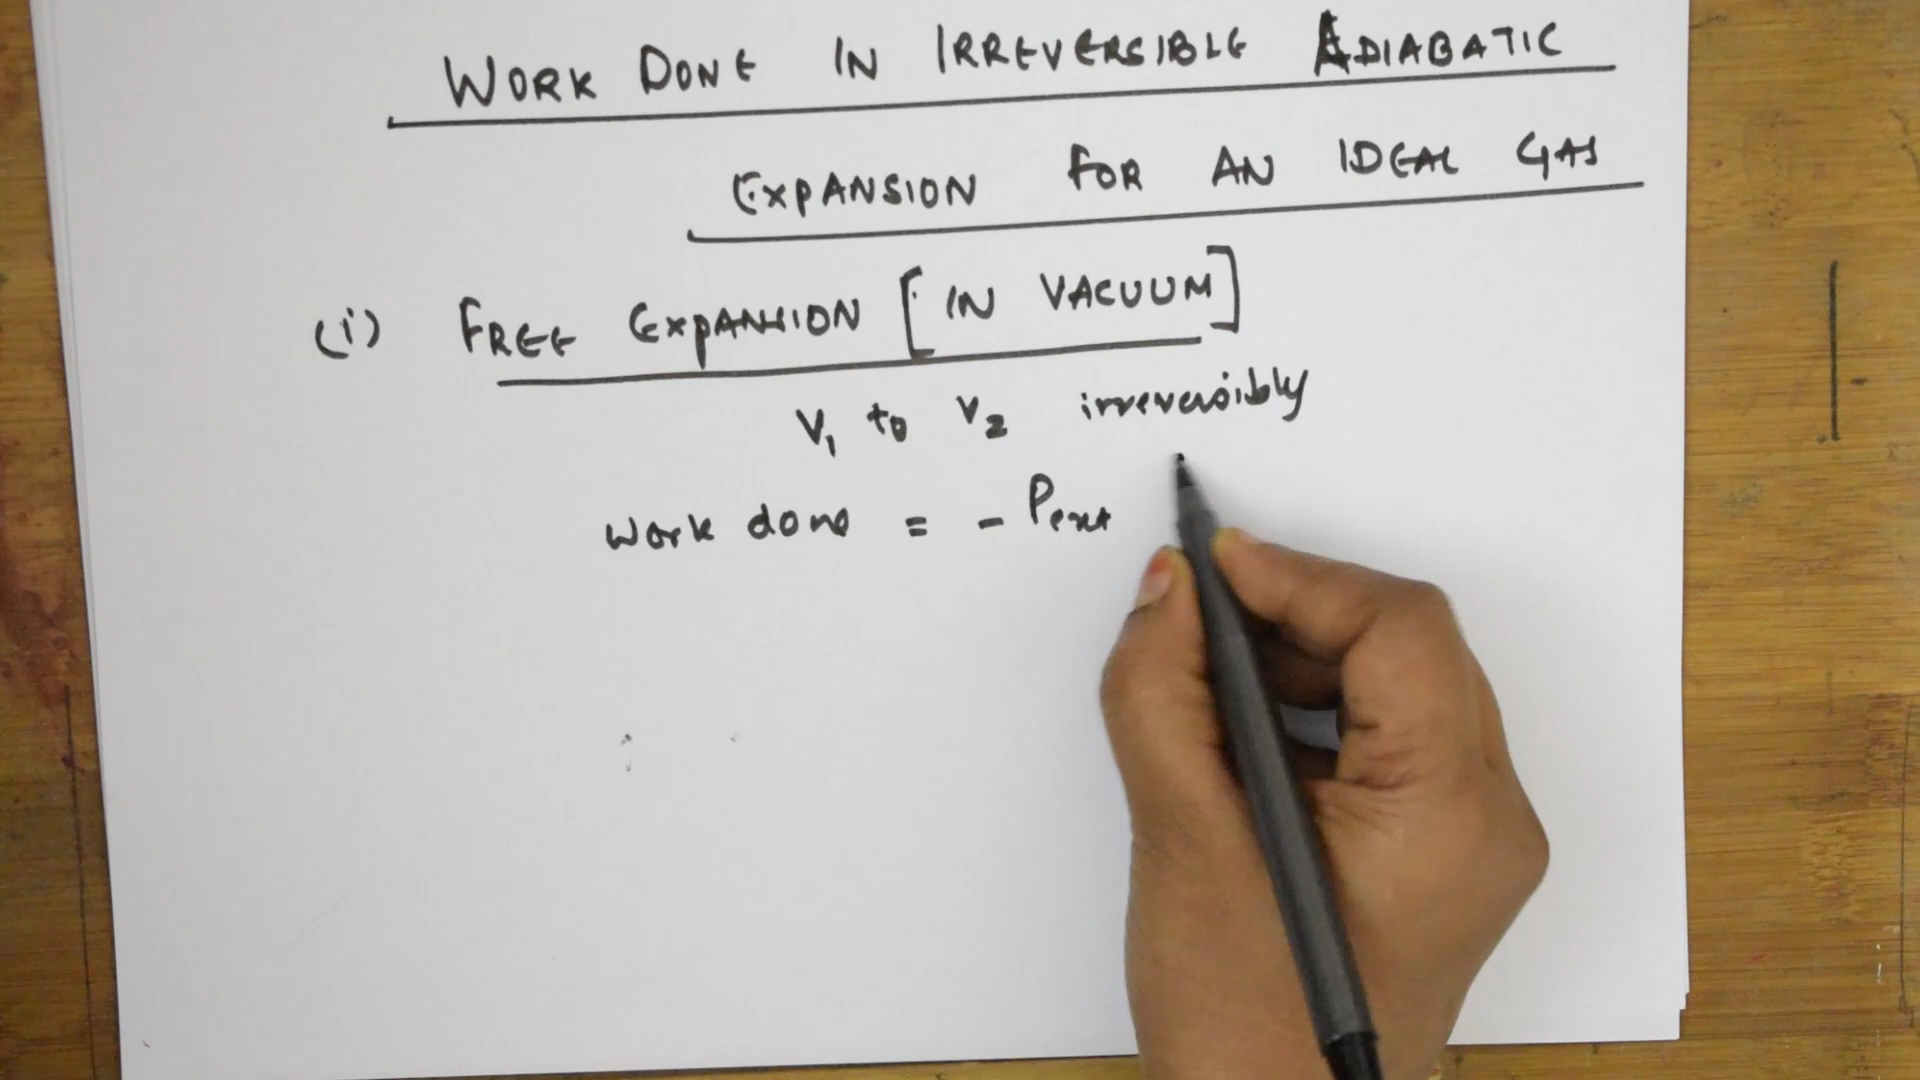 WORK DONE IN IRREVERSIBLE ADIABATIC
EXPANSION FOR AN IDEAL GAS
(i) FREE EXPANSION [IN VACUUM]
V₁ to V₂ irreversibly
Work done = - Pext